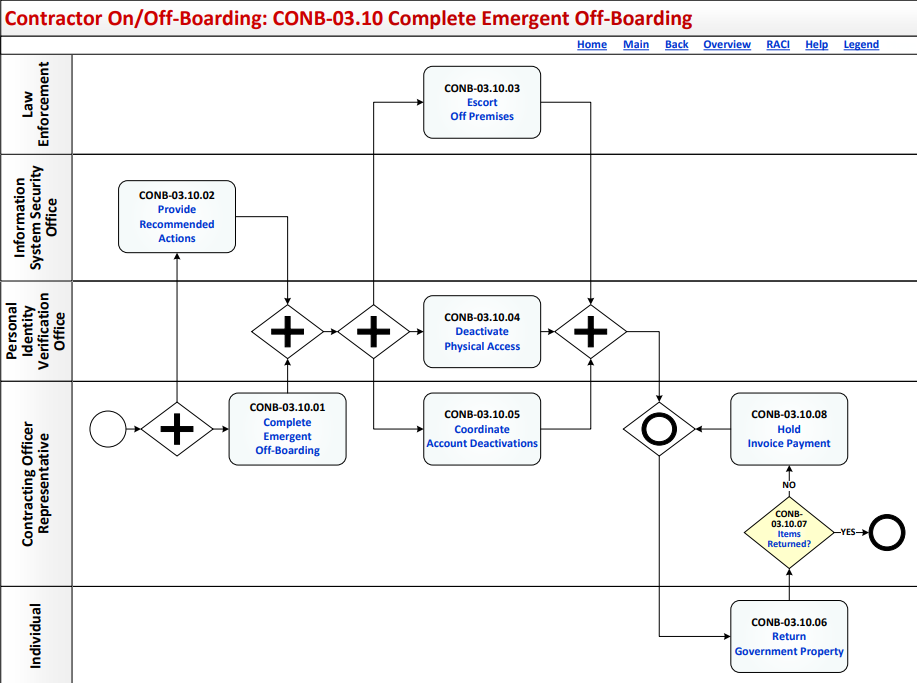 Contractor On/Off-Boarding: CONB-03.10 Complete Emergent Off-Boarding
Home Main Back Overview RACI Help Legend
Law
Enforcement
CONB-03.10.03
Escort
Off Premises
Information
System Security
Office
CONB-03.10.02
Provide
Recommended
Actions
Personal
Identity
Verification
Office
CONB-03.10.04
Deactivate
Physical Access
Contracting Officer
Representative
CONB-03.10.01
Complete
Emergent
Off-Boarding
CONB-03.10.05
Coordinate
Account Deactivations
CONB-03.10.08
Hold
Invoice Payment
NO
CONB-
03.10.07
Items
Returned?
YES
Individual
CONB-03.10.06
Return
Government Property